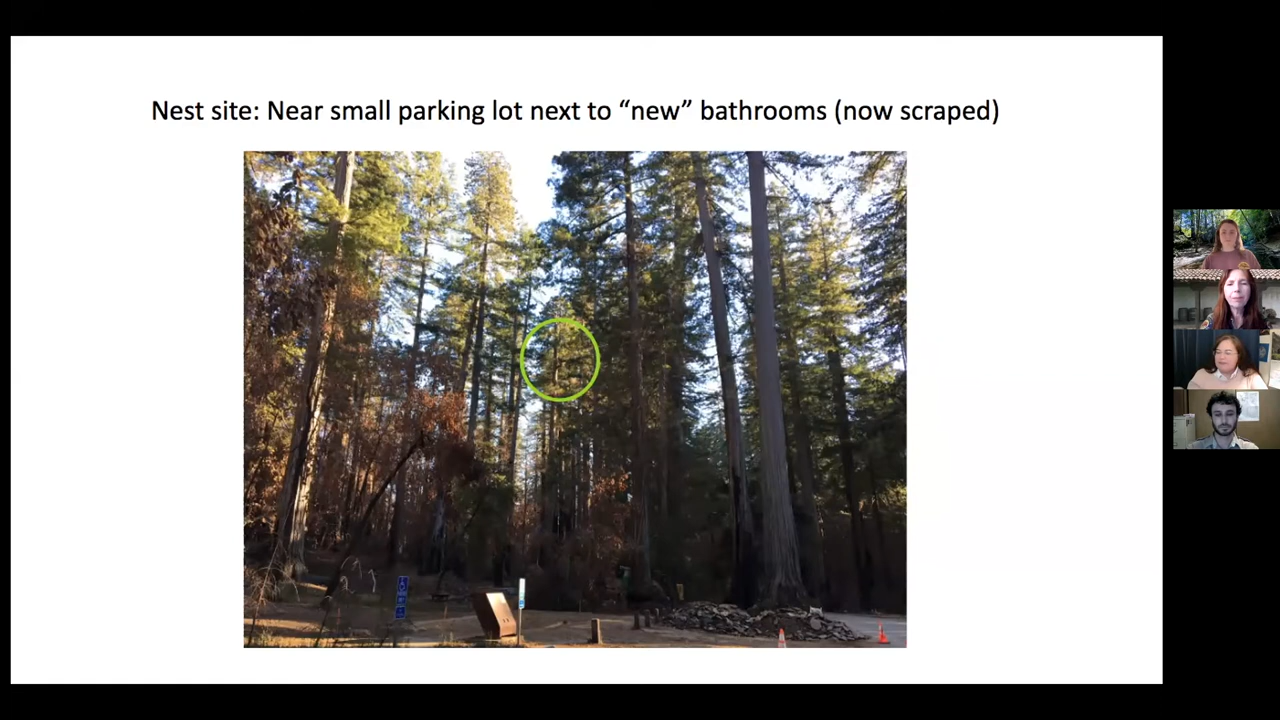 Nest site: Near small parking lot next to “new” bathrooms (now scraped)